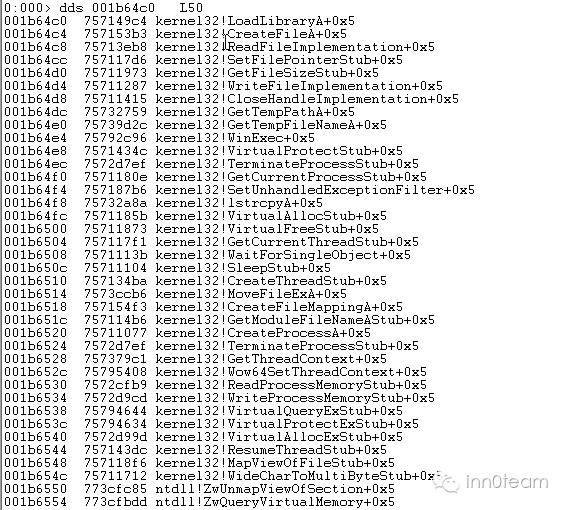 0:000> dds 001b64c0   L50
001b64c0  757149c4 kernel32!LoadLibraryA+0x5
001b64c4  757153b3 kernel32!CreateFileA+0x5
001b64c8  75713eb8 kernel32!ReadFileImplementation+0x5
001b64cc  757117d6 kernel32!SetFilePointerStub+0x5
001b64d0  75711973 kernel32!GetFileSizeStub+0x5
001b64d4  75711287 kernel32!WriteFileImplementation+0x5
001b64d8  75711415 kernel32!CloseHandleImplementation+0x5
001b64dc  75732759 kernel32!GetTempPathA+0x5
001b64e0  75739d2c kernel32!GetTempFileNameA+0x5
001b64e4  75792c96 kernel32!WinExec+0x5
001b64e8  7571434c kernel32!VirtualProtectStub+0x5
001b64ec  7572d7ef kernel32!TerminateProcessStub+0x5
001b64f0  7571180e kernel32!GetCurrentProcessStub+0x5
001b64f4  757187b6 kernel32!SetUnhandledExceptionFilter+0x5
001b64f8  75732a8a kernel32!lstrcpyA+0x5
001b64fc  7571185b kernel32!VirtualAllocStub+0x5
001b6500  75711873 kernel32!VirtualFreeStub+0x5
001b6504  757117f1 kernel32!GetCurrentThreadStub+0x5
001b6508  7571113b kernel32!WaitForSingleObject+0x5
001b650c  75711104 kernel32!SleepStub+0x5
001b6510  757134ba kernel32!CreateThreadStub+0x5
001b6514  7573ccb6 kernel32!MoveFileExA+0x5
001b6518  757154f3 kernel32!CreateFileMappingA+0x5
001b651c  757114b6 kernel32!GetModuleFileNameAStub+0x5
001b6520  75711077 kernel32!CreateProcessA+0x5
001b6524  7572d7ef kernel32!TerminateProcessStub+0x5
001b6528  757379c1 kernel32!GetThreadContext+0x5
001b652c  75795408 kernel32!Wow64SetThreadContext+0x5
001b6530  7572cfb9 kernel32!ReadProcessMemoryStub+0x5
001b6534  7572d9cd kernel32!WriteProcessMemoryStub+0x5
001b6538  75794644 kernel32!VirtualQueryExStub+0x5
001b653c  75794634 kernel32!VirtualProtectExStub+0x5
001b6540  7572d99d kernel32!VirtualAllocExStub+0x5
001b6544  757143dc kernel32!ResumeThreadStub+0x5
001b6548  757118f6 kernel32!MapViewOfFileStub+0x5
001b654c  75711712 kernel32!WideCharToMultiByteStub+0x5
001b6550  773cfc85 ntdll!ZwUnmapViewOfSection+0x5
001b6554  773cfbdd ntdll!ZwQueryVirtualMemory+0x5
inn0team